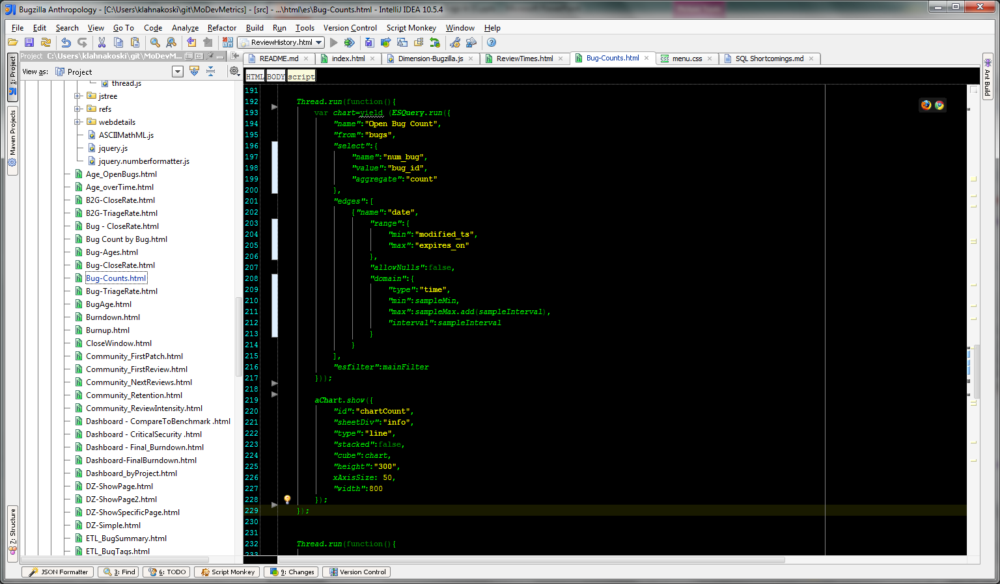 Bugzilla Anthropology - [C:\Users\klahnakoski\git\MoDevMetrics] - [src] - ...\html\es\Bug-Counts.html - IntelliJ IDEA 10.5.4
File Edit Search View Go To Code Analyze Refactor Build Run Tools Version Control Script Monkey Window Help
ReviewHistory.html
Project C:\Users\klahnakoski\git\MoDevM...
README.md index.html Dimension-Bugzilla.js ReviewTimes.html Bug-Counts.html menu.css SQL Shortcomings.md
1: Project
Maven Projects
Z: Structure
Ant Build
View as: Project
thread.js
jstree
refs
webdetails
ASCIIMathML.js
jquery.js
jquery.numberformatter.js
Age_OpenBugs.html
Age_overTime.html
B2G-CloseRate.html
B2G-TriageRate.html
Bug - CloseRate.html
Bug Count by Bug.html
Bug-Ages.html
Bug-CloseRate.html
Bug-Counts.html
Bug-TriageRate.html
BugAge.html
Burndown.html
Burnup.html
CloseWindow.html
Community_FirstPatch.html
Community_FirstReview.html
Community_NextReviews.html
Community_Retention.html
Community_ReviewIntensity.html
Dashboard - CompareToBenchmark .html
Dashboard - CriticalSecurity .html
Dashboard - Final_Burndown.html
Dashboard-FinalBurndown.html
Dashboard_byProject.html
DZ-ShowPage.html
DZ-ShowPage2.html
DZ-ShowSpecificPage.html
DZ-Simple.html
ETL_BugSummary.html
ETL_BugTags.html
HTML BODY script
191
192 Thread.run(function(){
193 var chart=yield (ESQuery.run({
194 "name":"Open Bug Count",
195 "from":"bugs",
196 "select":{
197 "name":"num_bug",
198 "value":"bug_id",
199 "aggregate":"count"
200 },
201 "edges":[
202 {"name":"date",
203 "range":{
204 "min":"modified_ts",
205 "max":"expires_on"
206 },
207 "allowNulls":false,
208 "domain":{
209 "type":"time",
210 "min":sampleMin,
211 "max":sampleMax.add(sampleInterval),
212 "interval":sampleInterval
213 }
214 }
215 ],
216 "esfilter":mainFilter
217 }));
218
219 aChart.show({
220 "id":"chartCount",
221 "sheetDiv":"info",
222 "type":"line",
223 "stacked":false,
224 "cube":chart,
225 "height":"300",
226 xAxisSize: 50,
227 "width":800
228 });
229 });
230
231
232 Thread.run(function(){
233
JSON Formatter 3: Find 6: TODO Script Monkey 9: Changes Version Control